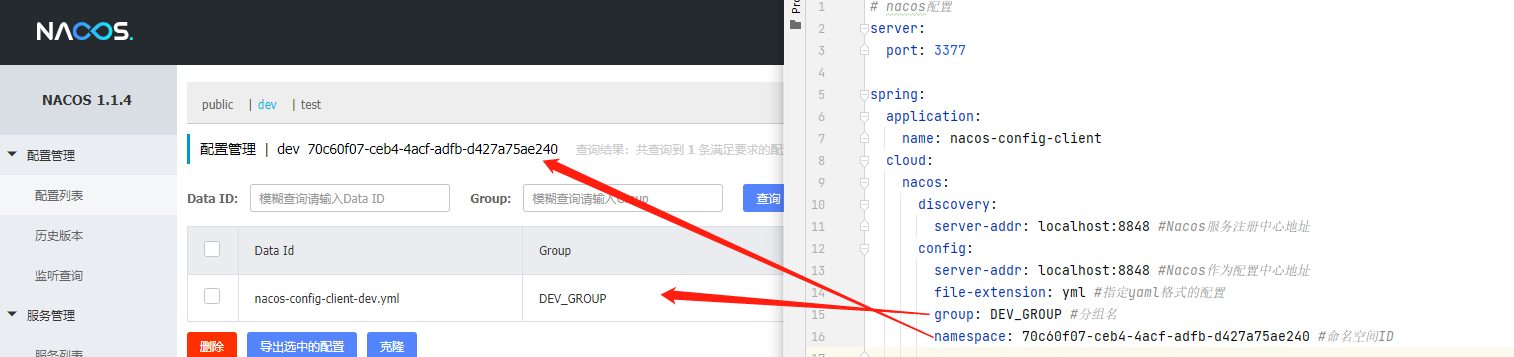 NACOS.
NACOS 1.1.4
配置管理
配置列表
历史版本
监听查询
服务管理
服务列表
public | dev | test
配置管理 | dev 70c60f07-ceb4-4acf-adfb-d427a75ae240 查询结果：共查询到 1 条满足要求的配
Data ID: 模糊查询请输入Data ID Group: 模糊查询请输入Group 查询
Data Id Group
nacos-config-client-dev.yml DEV_GROUP
删除 导出选中的配置 克隆
Pro
1 # nacos配置
2 server:
3 port: 3377
4
5 spring:
6 application:
7 name: nacos-config-client
8 cloud:
9 nacos:
10 discovery:
11 server-addr: localhost:8848 #Nacos服务注册中心地址
12 config:
13 server-addr: localhost:8848 #Nacos作为配置中心地址
14 file-extension: yml #指定yaml格式的配置
15 group: DEV_GROUP #分组名
16 namespace: 70c60f07-ceb4-4acf-adfb-d427a75ae240 #命名空间ID
17